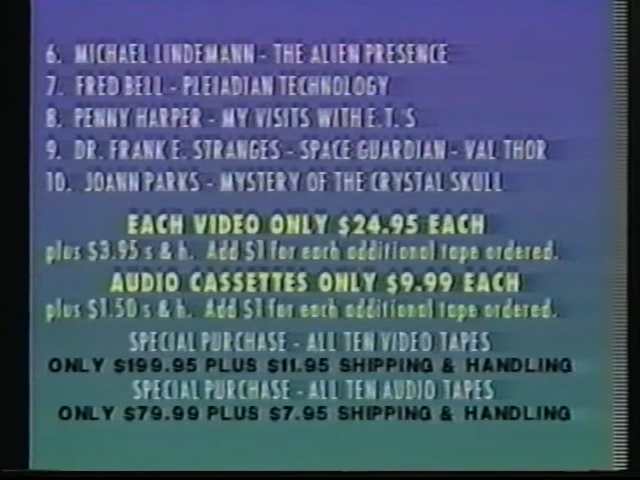 6. MICHAEL LINDEMANN - THE ALIEN PRESENCE
7. FRED BELL - PLEIADIAN TECHNOLOGY
8. PENNY HARPER - MY VISITS WITH E.T. S
9. DR. FRANK E. STRANGES - SPACE GUARDIAN - VAL THOR
10. JOANN PARKS - MYSTERY OF THE CRYSTAL SKULL
EACH VIDEO ONLY $24.95 EACH
plus $3.95 s & h. Add $1 for each additional tape ordered.
AUDIO CASSETTES ONLY $9.99 EACH
plus $1.50 s & h. Add $1 for each additional tape ordered.
SPECIAL PURCHASE - ALL TEN VIDEO TAPES
ONLY $199.95 PLUS $11.95 SHIPPING & HANDLING
SPECIAL PURCHASE - ALL TEN AUDIO TAPES
ONLY $79.99 PLUS $7.95 SHIPPING & HANDLING